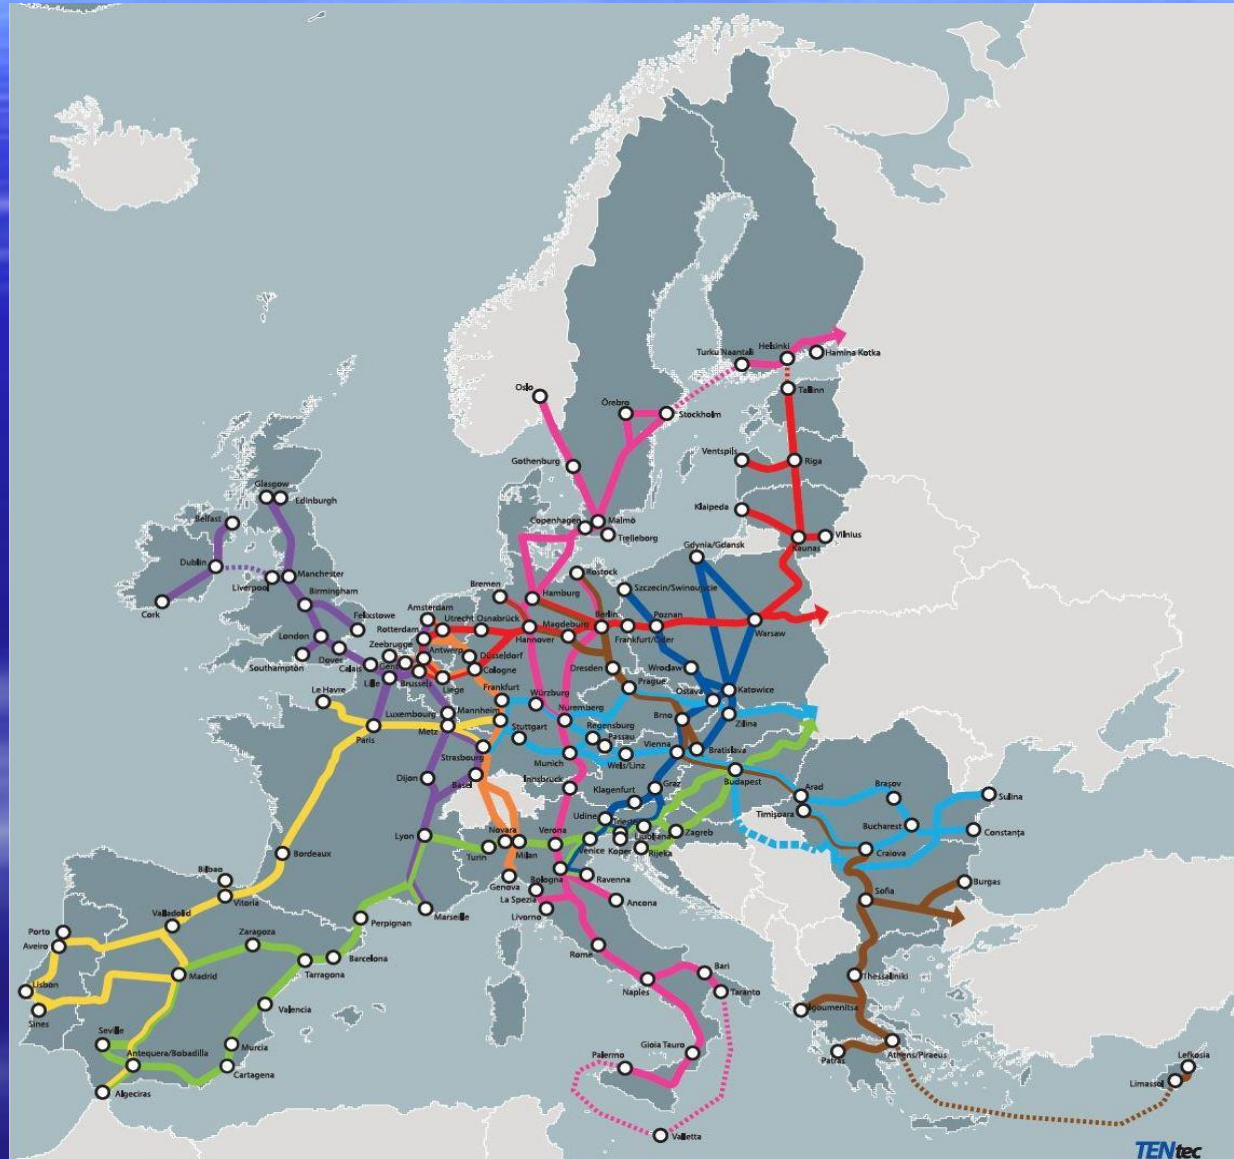 Oslo
Örebro
Stockholm
Turku Naantali
Helsinki
Hamina Kotka
Tallinn
Ventspils
Riga
Gothenburg
Klaipeda
Kaunas
Vilnius
Copenhagen
Malmö
Trelleborg
Gdynia/Gdansk
Glasgow
Edinburgh
Belfast
Dublin
Liverpool
Manchester
Cork
Birmingham
Felixstowe
London
Southampton
Dover
Calais
Bremen
Hamburg
Rostock
Szczecin/Swinoujscie
Amsterdam
Rotterdam
Utrecht
Osnabrück
Hannover
Magdeburg
Berlin
Frankfurt/Oder
Poznan
Warsaw
Zeebrugge
Gent
Antwerp
Düsseldorf
Cologne
Lille
Brussels
Liege
Dresden
Wroclaw
Katowice
Prague
Ostava
Le Havre
Paris
Luxembourg
Metz
Mannheim
Frankfurt
Würzburg
Nuremberg
Stuttgart
Regensburg
Passau
Brno
Zilina
Strasbourg
Munich
Wels/Linz
Vienna
Bratislava
Dijon
Basel
Innsbruck
Klagenfurt
Graz
Budapest
Arad
Brașov
Sulina
Timișoara
Bucharest
Constanța
Craiova
Lyon
Turin
Novara
Milan
Verona
Udine
Trieste
Venice
Koper
Ljubljana
Rijeka
Zagreb
Bordeaux
Genova
Bologna
Ravenna
La Spezia
Livorno
Ancona
Sofia
Burgas
Bilbao
Vitoria
Marseille
Perpignan
Valladolid
Porto
Aveiro
Zaragoza
Barcelona
Tarragona
Madrid
Lisbon
Sines
Valencia
Rome
Naples
Bari
Taranto
Thessaloniki
Igoumenitsa
Seville
Antequera/Bobadilla
Murcia
Cartagena
Algeciras
Palermo
Gioia Tauro
Patras
Athens/Piraeus
Lefkosia
Limassol
Valletta
TENtec